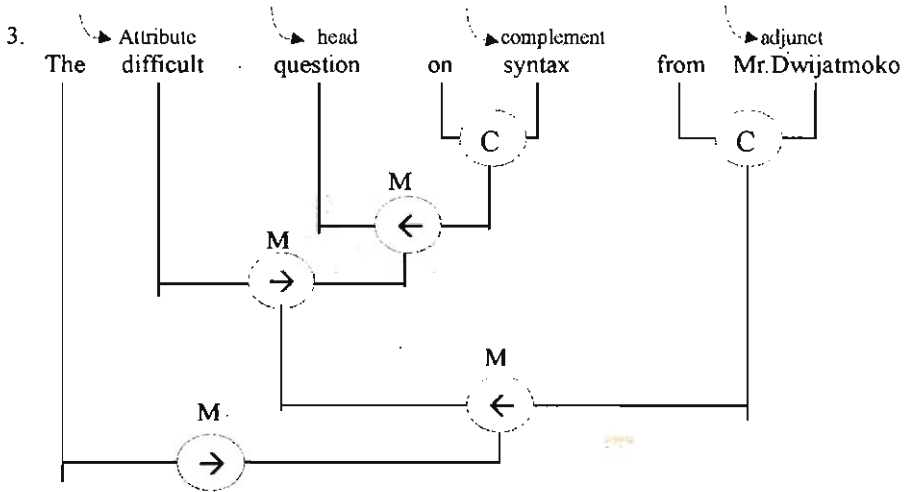 3. Attribute head complement adjunct
The difficult question on syntax from Mr.Dwijatmoko
C C
M
←
M
→
M
←
M
→